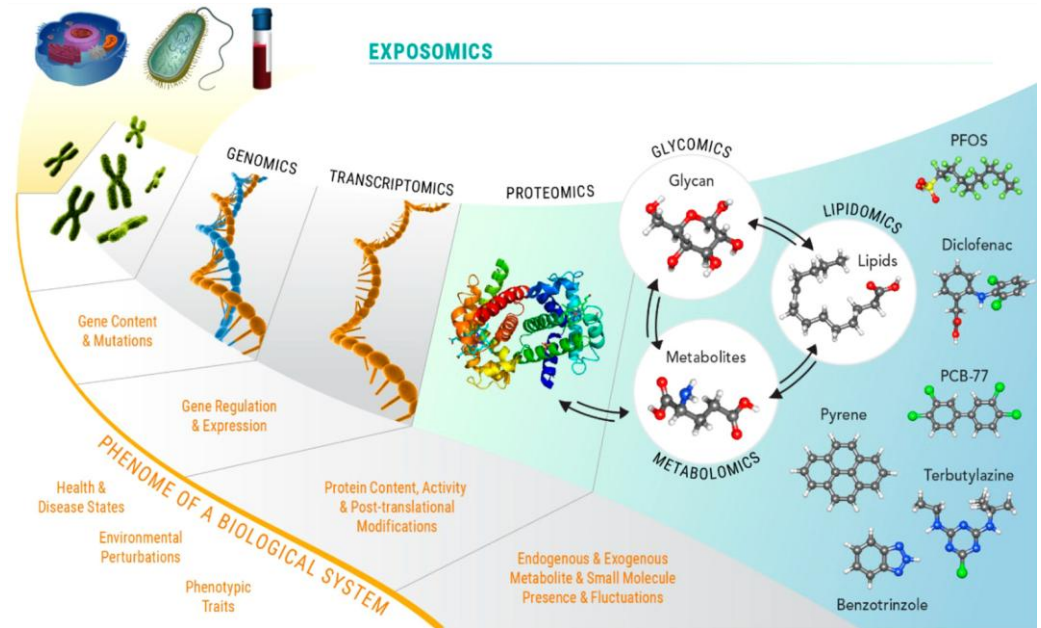 EXPOSOMICS
GENOMICS
TRANSCRIPTOMICS
PROTEOMICS
GLYCOMICS
Glycan
LIPIDOMICS
Lipids
Metabolites
METABOLOMICS
PFOS
Diclofenac
PCB-77
Pyrene
Terbutylazine
Benzotrinzole
Gene Content
& Mutations
Gene Regulation
& Expression
Protein Content, Activity
& Post-translational
Modifications
Endogenous & Exogenous
Metabolite & Small Molecule
Presence & Fluctuations
PHENOME OF A BIOLOGICAL SYSTEM
Health &
Disease States
Environmental
Perturbations
Phenotypic
Traits